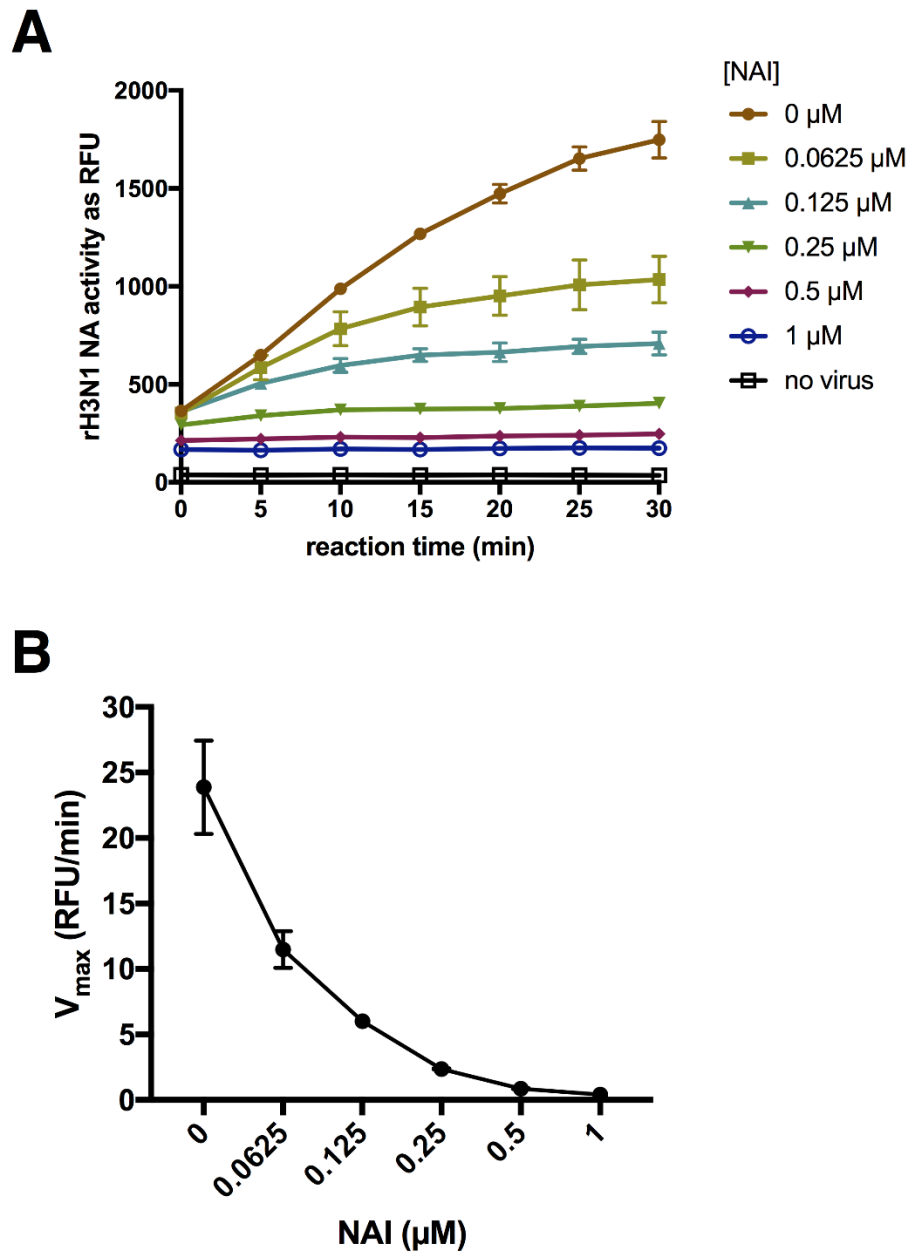 A
[NAI]
0 µM
0.0625 µM
0.125 µM
0.25 µM
0.5 µM
1 µM
no virus
rH3N1 NA activity as RFU
2000
1500
1000
500
0
0 5 10 15 20 25 30
reaction time (min)
B
Vmax (RFU/min)
30
25
20
15
10
5
0
0 0.0625 0.125 0.25 0.5 1
NAI (µM)